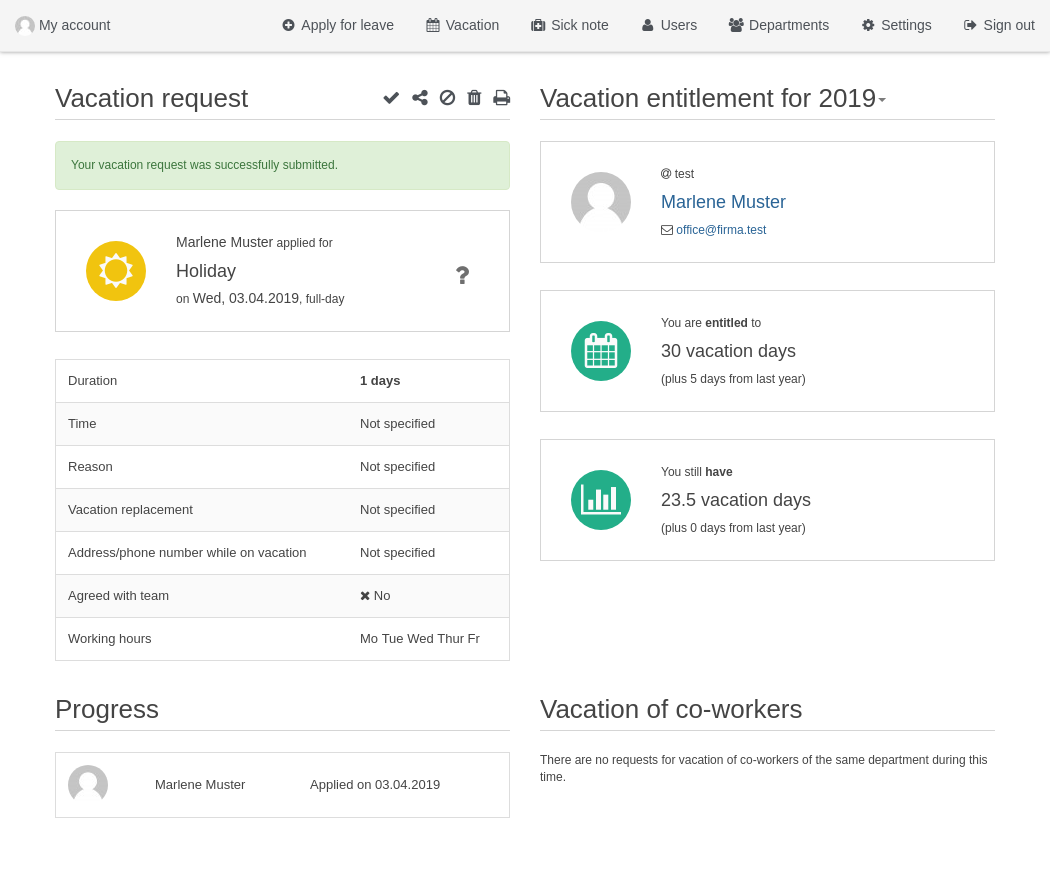 My account
Apply for leave
Vacation
Sick note
Users
Departments
Settings
Sign out
Vacation request
Your vacation request was successfully submitted.
Marlene Muster applied for
Holiday
on Wed, 03.04.2019, full-day
?
Duration 1 days
Time Not specified
Reason Not specified
Vacation replacement Not specified
Address/phone number while on vacation Not specified
Agreed with team ✖ No
Working hours Mo Tue Wed Thur Fr
Vacation entitlement for 2019
@ test
Marlene Muster
office@firma.test
You are entitled to
30 vacation days
(plus 5 days from last year)
You still have
23.5 vacation days
(plus 0 days from last year)
Progress
Marlene Muster Applied on 03.04.2019
Vacation of co-workers
There are no requests for vacation of co-workers of the same department during this
time.